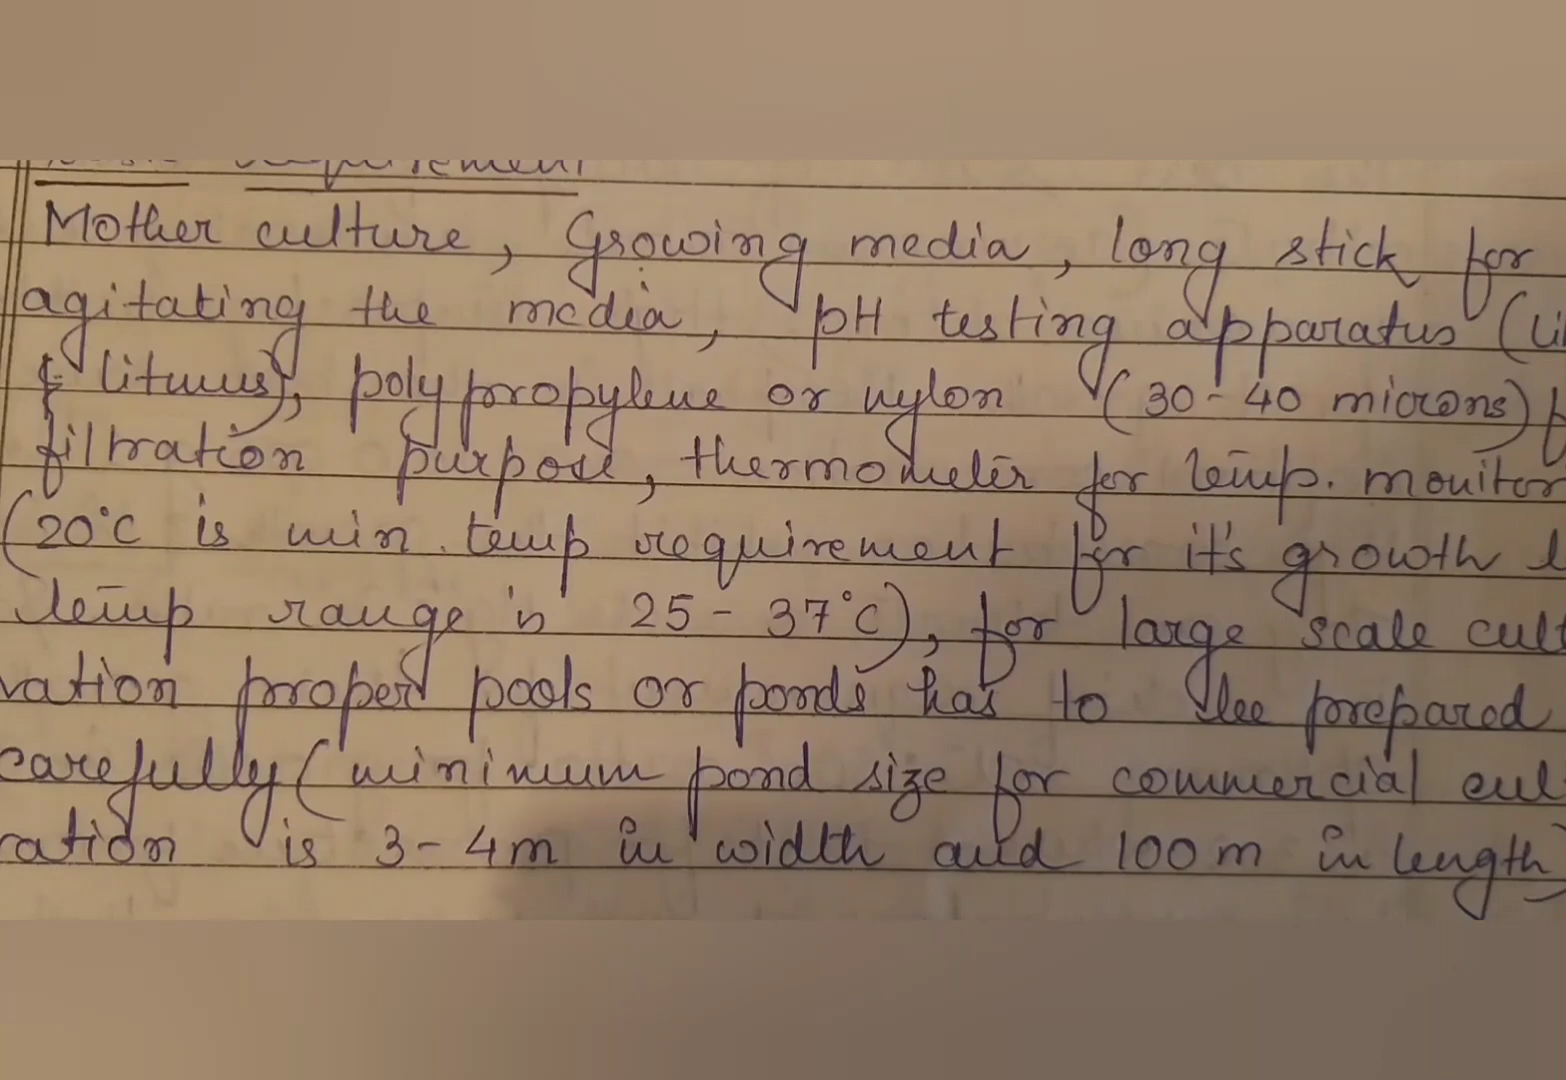 requirement
Mother culture, Growing media, long stick for
agitating the media, pH testing apparatus (
& litmus), polypropylene or nylon (30-40 microns)
filtration purpose, thermometer for temp. monitor
(20°C is min. temp requirement for it's growth
temp range is 25 - 37°C), for large scale cult
vation proper pools or ponds has to be prepared
carefully (minimum pond size for commercial cul
ration is 3-4m in width and 100m in length)